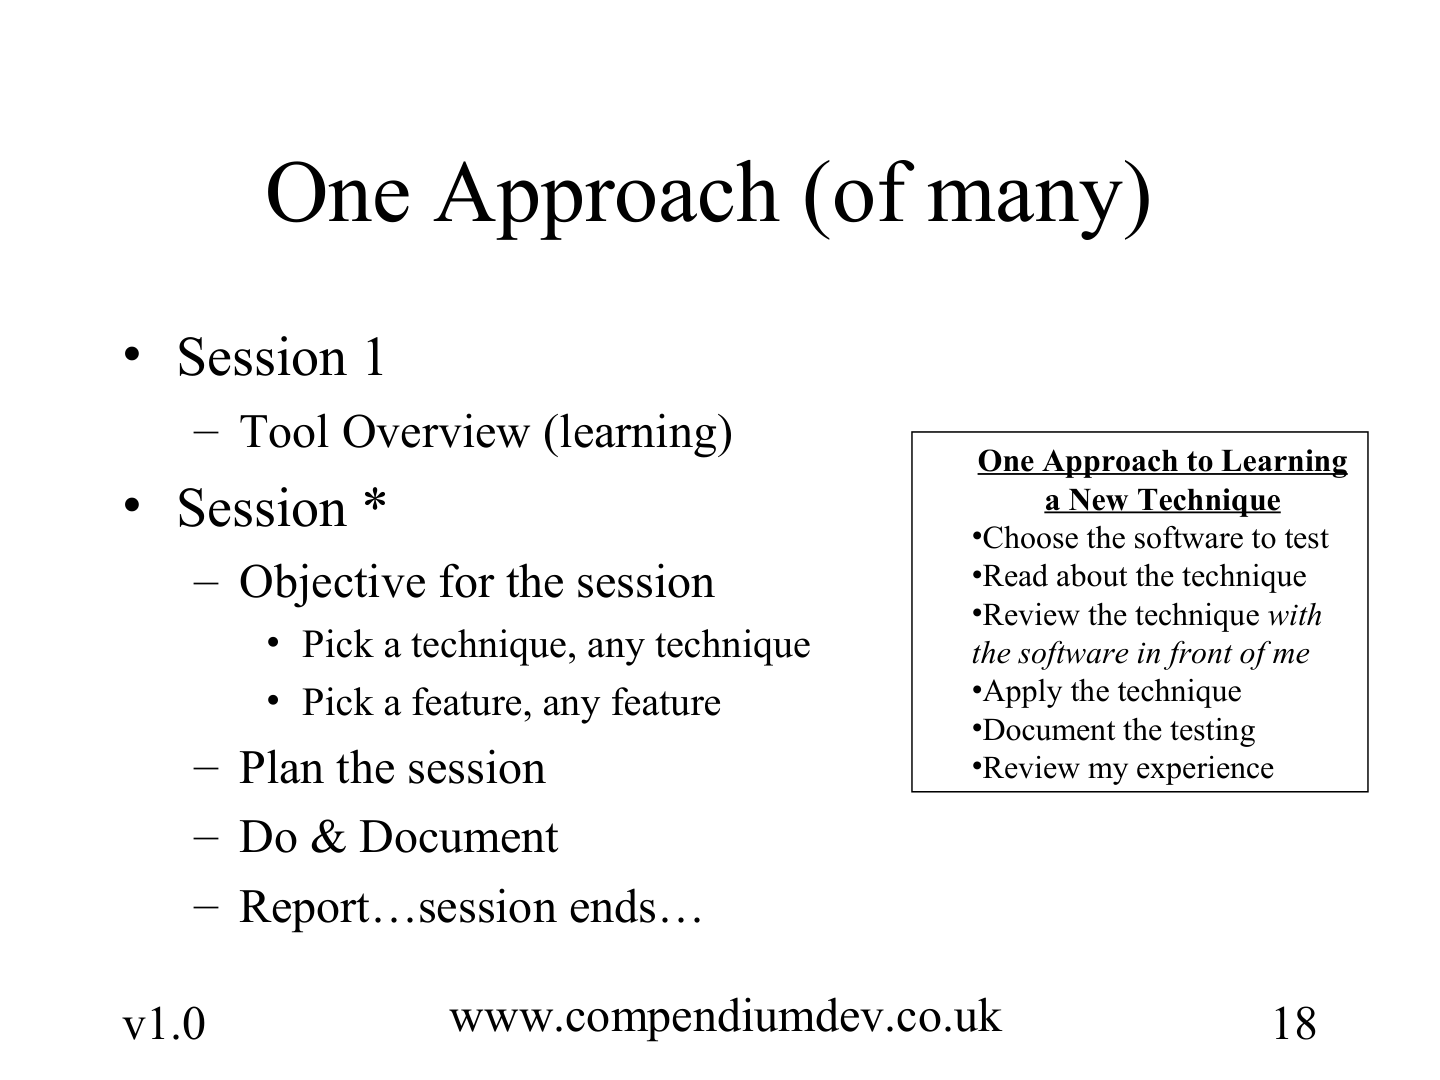 One Approach (of many)
• Session 1
– Tool Overview (learning)
• Session *
– Objective for the session
• Pick a technique, any technique
• Pick a feature, any feature
– Plan the session
– Do & Document
– Report…session ends…
One Approach to Learning
a New Technique
•Choose the software to test
•Read about the technique
•Review the technique with
the software in front of me
•Apply the technique
•Document the testing
•Review my experience
v1.0
www.compendiumdev.co.uk
18